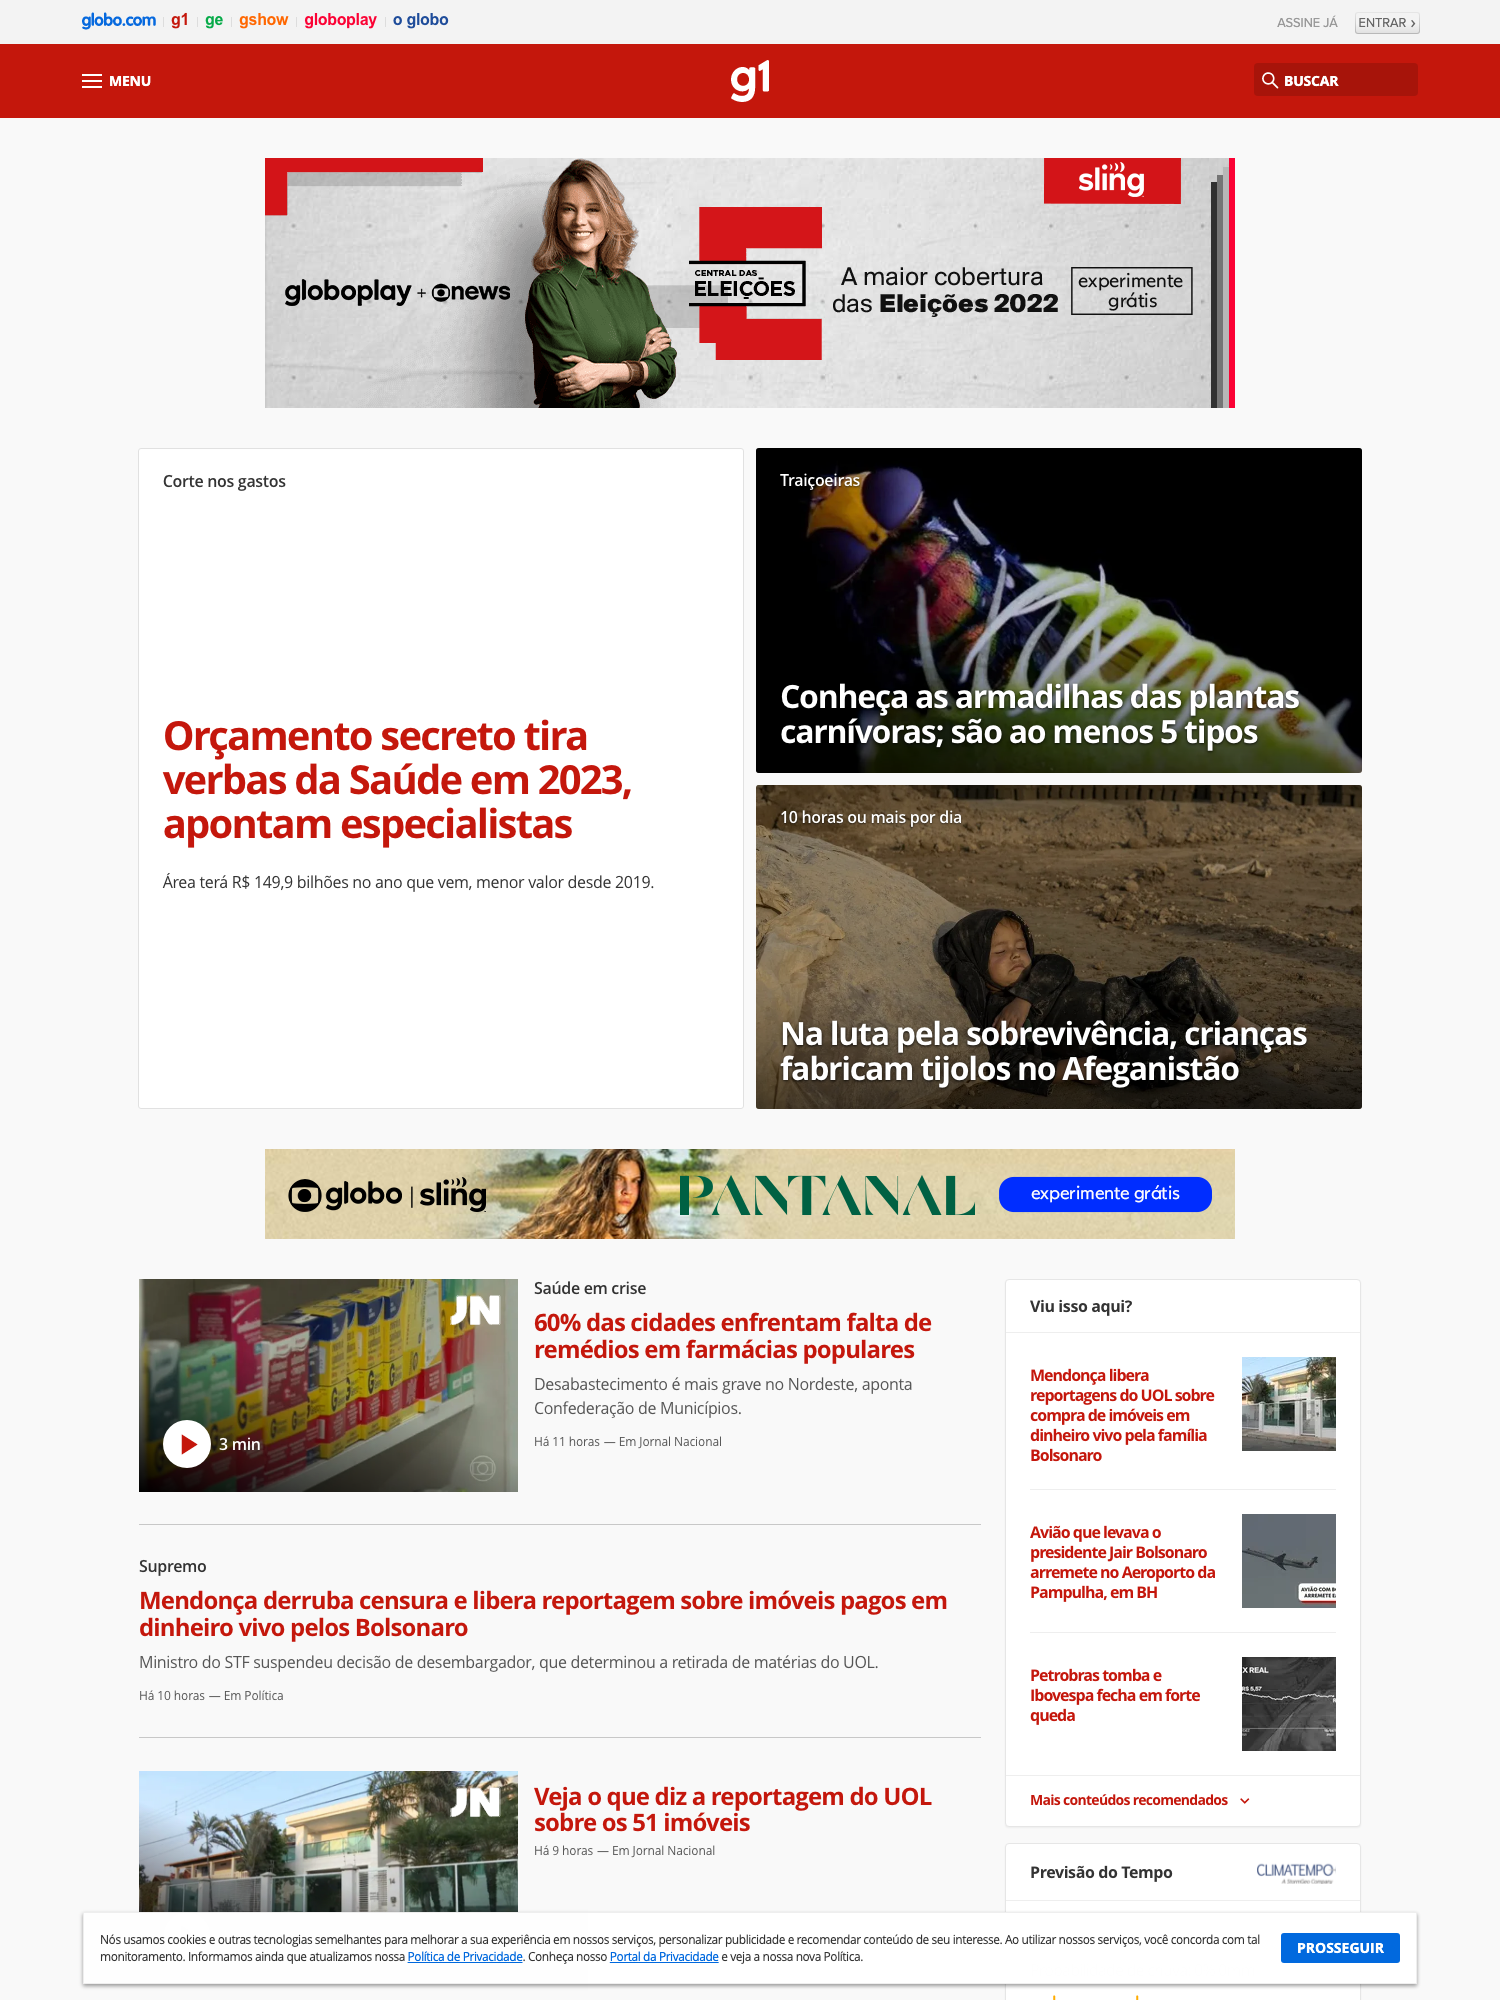 globo.com g1 ge gshow globoplay o globo
ASSINE JÁ ENTRAR ›
MENU
g1
BUSCAR
sling
globoplay + news
CENTRAL DAS
ELEIÇÕES
A maior cobertura
das Eleições 2022
experimente
grátis
Corte nos gastos
Orçamento secreto tira
verbas da Saúde em 2023,
apontam especialistas
Área terá R$ 149,9 bilhões no ano que vem, menor valor desde 2019.
Traiçoeiras
Conheça as armadilhas das plantas
carnívoras; são ao menos 5 tipos
10 horas ou mais por dia
Na luta pela sobrevivência, crianças
fabricam tijolos no Afeganistão
globo | sling
PANTANAL
experimente grátis
JN
3 min
Saúde em crise
60% das cidades enfrentam falta de
remédios em farmácias populares
Desabastecimento é mais grave no Nordeste, aponta
Confederação de Municípios.
Há 11 horas — Em Jornal Nacional
Supremo
Mendonça derruba censura e libera reportagem sobre imóveis pagos em
dinheiro vivo pelos Bolsonaro
Ministro do STF suspendeu decisão de desembargador, que determinou a retirada de matérias do UOL.
Há 10 horas — Em Política
JN
Veja o que diz a reportagem do UOL
sobre os 51 imóveis
Há 9 horas — Em Jornal Nacional
Viu isso aqui?
Mendonça libera
reportagens do UOL sobre
compra de imóveis em
dinheiro vivo pela família
Bolsonaro
Avião que levava o
presidente Jair Bolsonaro
arremete no Aeroporto da
Pampulha, em BH
AVIÃO COM
ARREMETE
Petrobras tomba e
Ibovespa fecha em forte
queda
X REAL
R$ 5,57
Mais conteúdos recomendados
Previsão do Tempo
CLIMATEMPO
A StormGeo Company
Nós usamos cookies e outras tecnologias semelhantes para melhorar a sua experiência em nossos serviços, personalizar publicidade e recomendar conteúdo de seu interesse. Ao utilizar nossos serviços, você concorda com tal
monitoramento. Informamos ainda que atualizamos nossa Política de Privacidade. Conheça nosso Portal da Privacidade e veja a nossa nova Política.
PROSSEGUIR